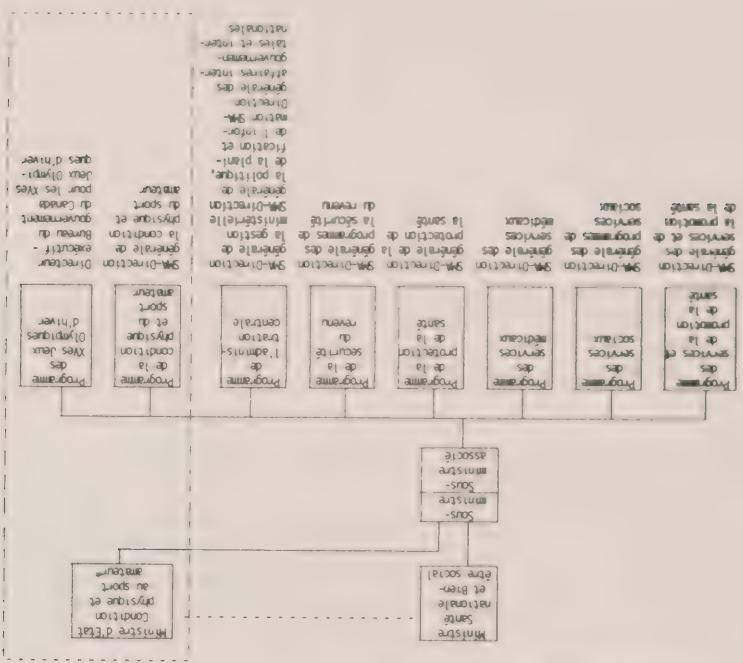 Ministre
Santé
nationale
et Bien-
être social
Ministre d'Etat
Condition
physique et
au sport
amateur
Sous-
ministre
Sous-
ministre
associé
Programme
des
services et
de la
promotion
de la
santé
Programme
des
services
sociaux
Programme
des
services
médicaux
Programme
de la
protection
de la
santé
Programme
de la
sécurité
du
revenu
Programme
de
l'adminis-
tration
centrale
Programme
de la
condition
physique
et du
sport
amateur
Programme
des
XVes Jeux
Olympiques
d'hiver
SMA-Direction
générale des
services et de
la promotion
de la santé
SMA-Direction
générale des
programmes de
services
sociaux
SMA-Direction
générale des
services
médicaux
SMA-Direction
générale de la
protection de
la santé
SMA-Direction
générale des
programmes de
la sécurité
du revenu
SMA-Direction
générale de
la gestion
ministérielle
SMA-Direction
générale de
la politique,
de la plani-
fication et
de l'infor-
mation SMA-
Direction
générale des
affaires inter-
gouvernemen-
tales et inter-
nationales
SMA-Direction
générale de
la condition
physique et
du sport
amateur
Directeur
exécutif -
Bureau du
gouvernement
du Canada
pour les XVes
Jeux Olympi-
ques d'hiver